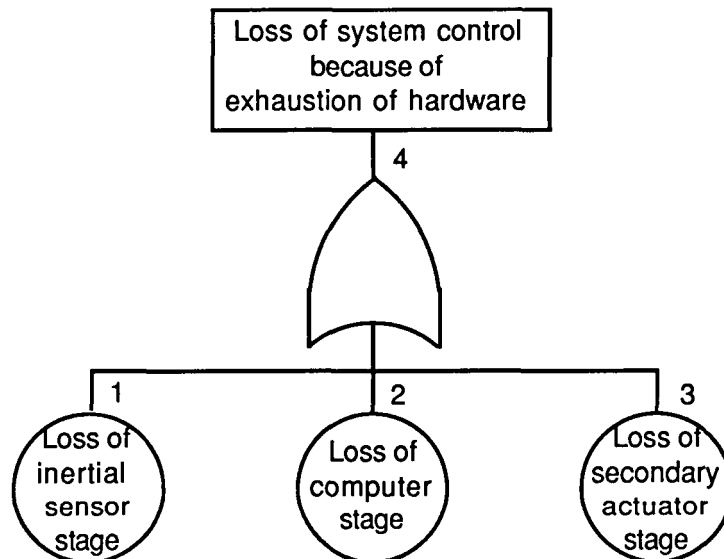 Loss of system control
because of
exhaustion of hardware
4
1
2
3
Loss of
inertial
sensor
stage
Loss of
computer
stage
Loss of
secondary
actuator
stage